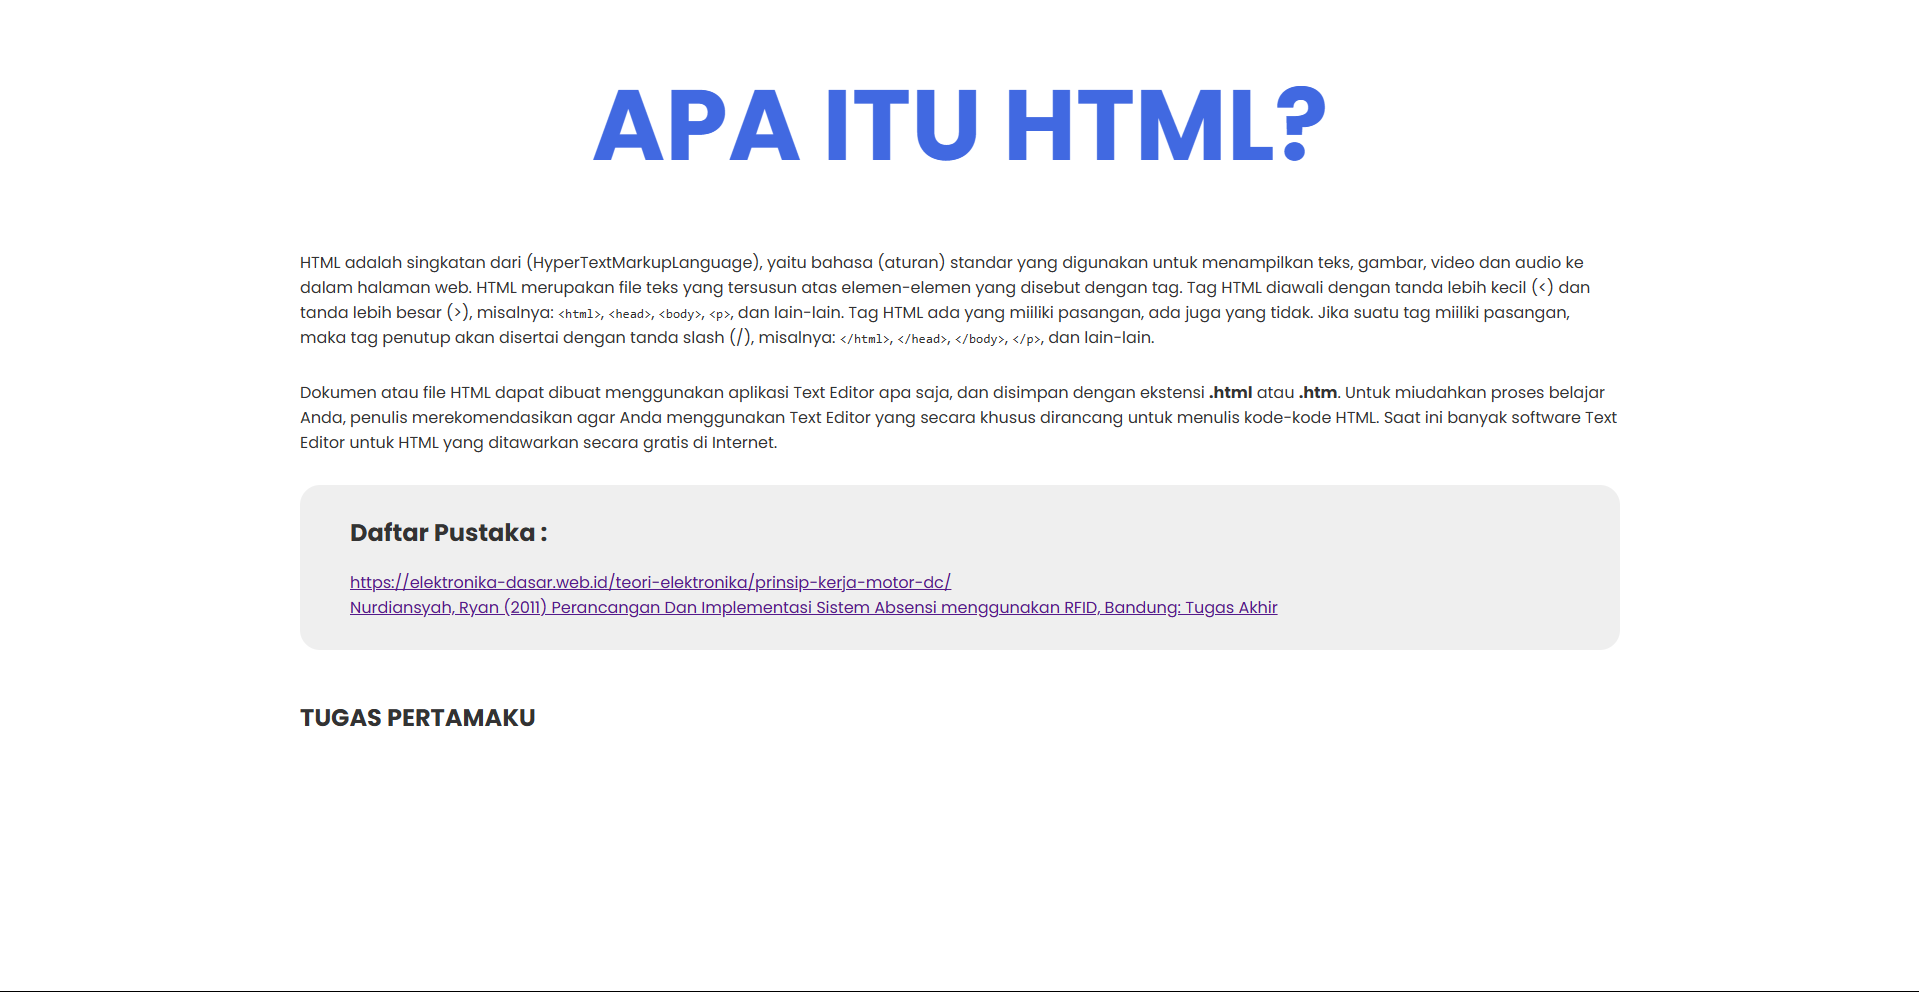 APA ITU HTML?
HTML adalah singkatan dari (HyperTextMarkupLanguage), yaitu bahasa (aturan) standar yang digunakan untuk menampilkan teks, gambar, video dan audio ke
dalam halaman web. HTML merupakan file teks yang tersusun atas elemen-elemen yang disebut dengan tag. Tag HTML diawali dengan tanda lebih kecil (<) dan
tanda lebih besar (>), misalnya: <html>, <head>, <body>, <p>, dan lain-lain. Tag HTML ada yang miiliki pasangan, ada juga yang tidak. Jika suatu tag miiliki pasangan,
maka tag penutup akan disertai dengan tanda slash (/), misalnya: </html>, </head>, </body>, </p>, dan lain-lain.
Dokumen atau file HTML dapat dibuat menggunakan aplikasi Text Editor apa saja, dan disimpan dengan ekstensi .html atau .htm. Untuk miudahkan proses belajar
Anda, penulis merekomendasikan agar Anda menggunakan Text Editor yang secara khusus dirancang untuk menulis kode-kode HTML. Saat ini banyak software Text
Editor untuk HTML yang ditawarkan secara gratis di Internet.
Daftar Pustaka :
https://elektronika-dasar.web.id/teori-elektronika/prinsip-kerja-motor-dc/
Nurdiansyah, Ryan (2011) Perancangan Dan Implementasi Sistem Absensi menggunakan RFID, Bandung: Tugas Akhir
TUGAS PERTAMAKU